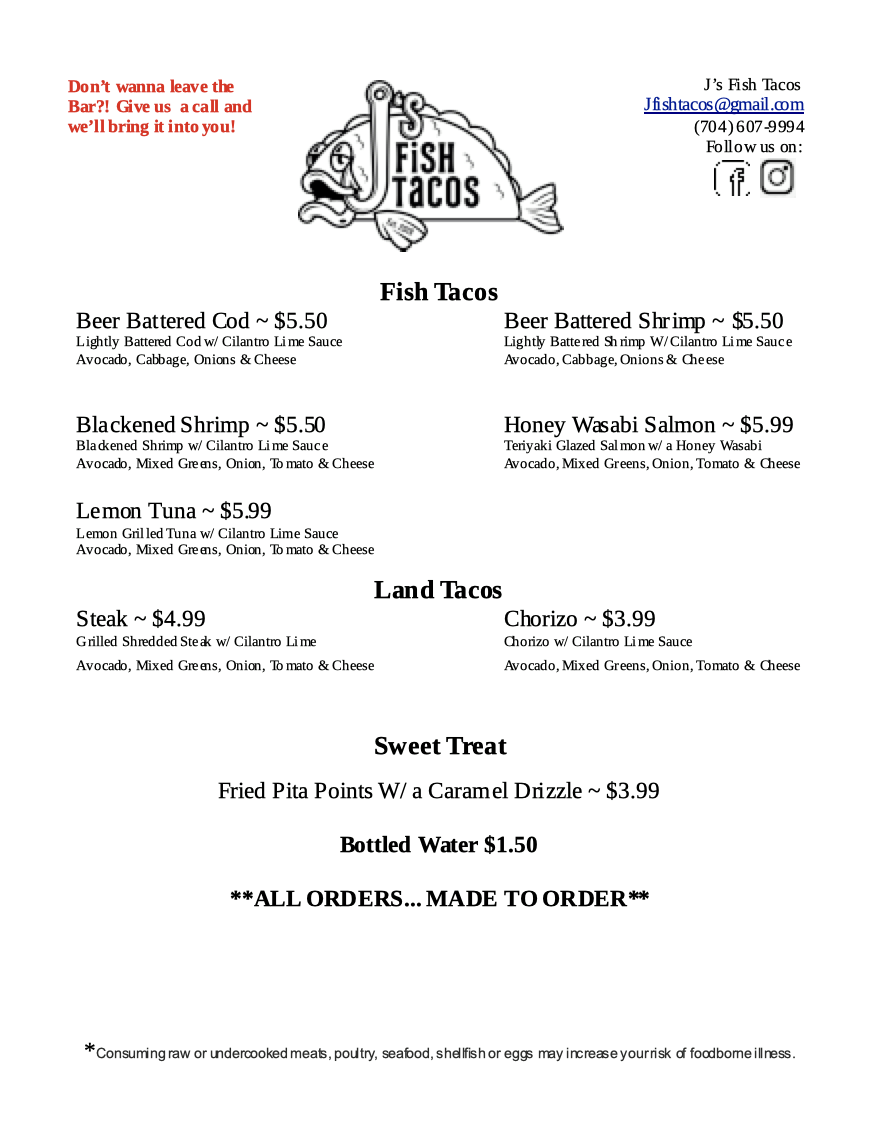 Don't wanna leave the
Bar?! Give us a call and
we'll bring it into you!
J's
FiSH
TacoS
J's Fish Tacos
Jfishtacos@gmail.com
(704) 607-9994
Follow us on:
Fish Tacos
Beer Battered Cod ~ $5.50
Lightly Battered Cod w/ Cilantro Lime Sauce
Avocado, Cabbage, Onions & Cheese
Beer Battered Shrimp ~ $5.50
Lightly Battered Shrimp W/ Cilantro Lime Sauce
Avocado, Cabbage, Onions & Cheese
Blackened Shrimp ~ $5.50
Blackened Shrimp w/ Cilantro Lime Sauce
Avocado, Mixed Greens, Onion, Tomato & Cheese
Honey Wasabi Salmon ~ $5.99
Teriyaki Glazed Salmon w/ a Honey Wasabi
Avocado, Mixed Greens, Onion, Tomato & Cheese
Lemon Tuna ~ $5.99
Lemon Grilled Tuna w/ Cilantro Lime Sauce
Avocado, Mixed Greens, Onion, Tomato & Cheese
Land Tacos
Steak ~ $4.99
Grilled Shredded Steak w/ Cilantro Lime
Avocado, Mixed Greens, Onion, Tomato & Cheese
Chorizo ~ $3.99
Chorizo w/ Cilantro Lime Sauce
Avocado, Mixed Greens, Onion, Tomato & Cheese
Sweet Treat
Fried Pita Points W/ a Caramel Drizzle ~ $3.99
Bottled Water $1.50
**ALL ORDERS... MADE TO ORDER**
*Consuming raw or undercooked meats, poultry, seafood, shellfish or eggs may increase your risk of foodborne illness.